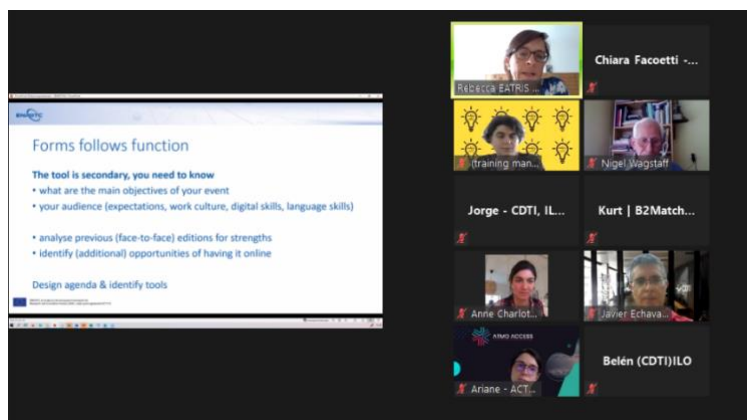 Forms follows function
The tool is secondary, you need to know
• what are the main objectives of your event
• your audience (expectations, work culture, digital skills, language skills)
• analyse previous (face-to-face) editions for strengths
• identify (additional) opportunities of having it online
Design agenda & identify tools
Rebecca EATRIS ...
Chiara Facoetti -...
(training man...
Nigel Wagstaff
Jorge - CDTI, IL...
Kurt | B2Match...
Anne Charlot...
Javier Echava...
ATMO ACCESS
Ariane - ACT...
Belén (CDTI)ILO